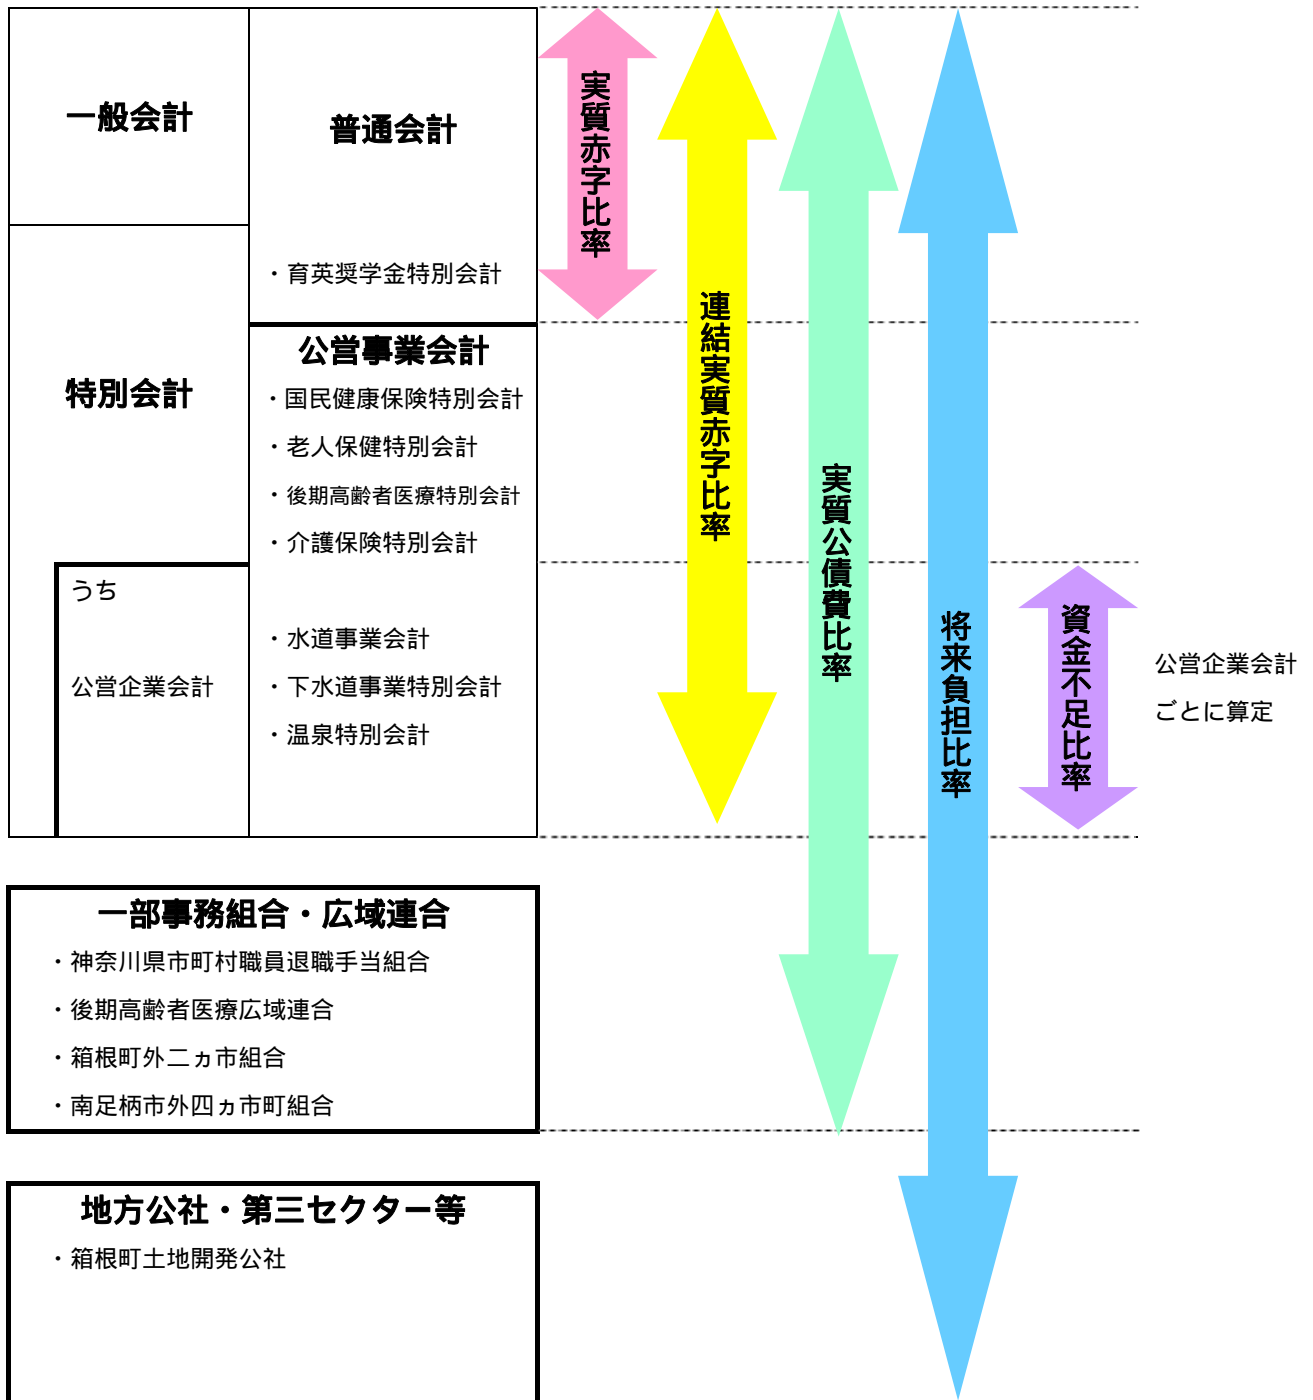 一般会計
普通会計
・育英奨学金特別会計
特別会計
公営事業会計
・国民健康保険特別会計
・老人保健特別会計
・後期高齢者医療特別会計
・介護保険特別会計
うち
公営企業会計
・水道事業会計
・下水道事業特別会計
・温泉特別会計
実質赤字比率
連結実質赤字比率
実質公債費比率
将来負担比率
資金不足比率
公営企業会計
ごとに算定
一部事務組合・広域連合
・神奈川県市町村職員退職手当組合
・後期高齢者医療広域連合
・箱根町外二ヵ市組合
・南足柄市外四ヵ市町組合
地方公社・第三セクター等
・箱根町土地開発公社